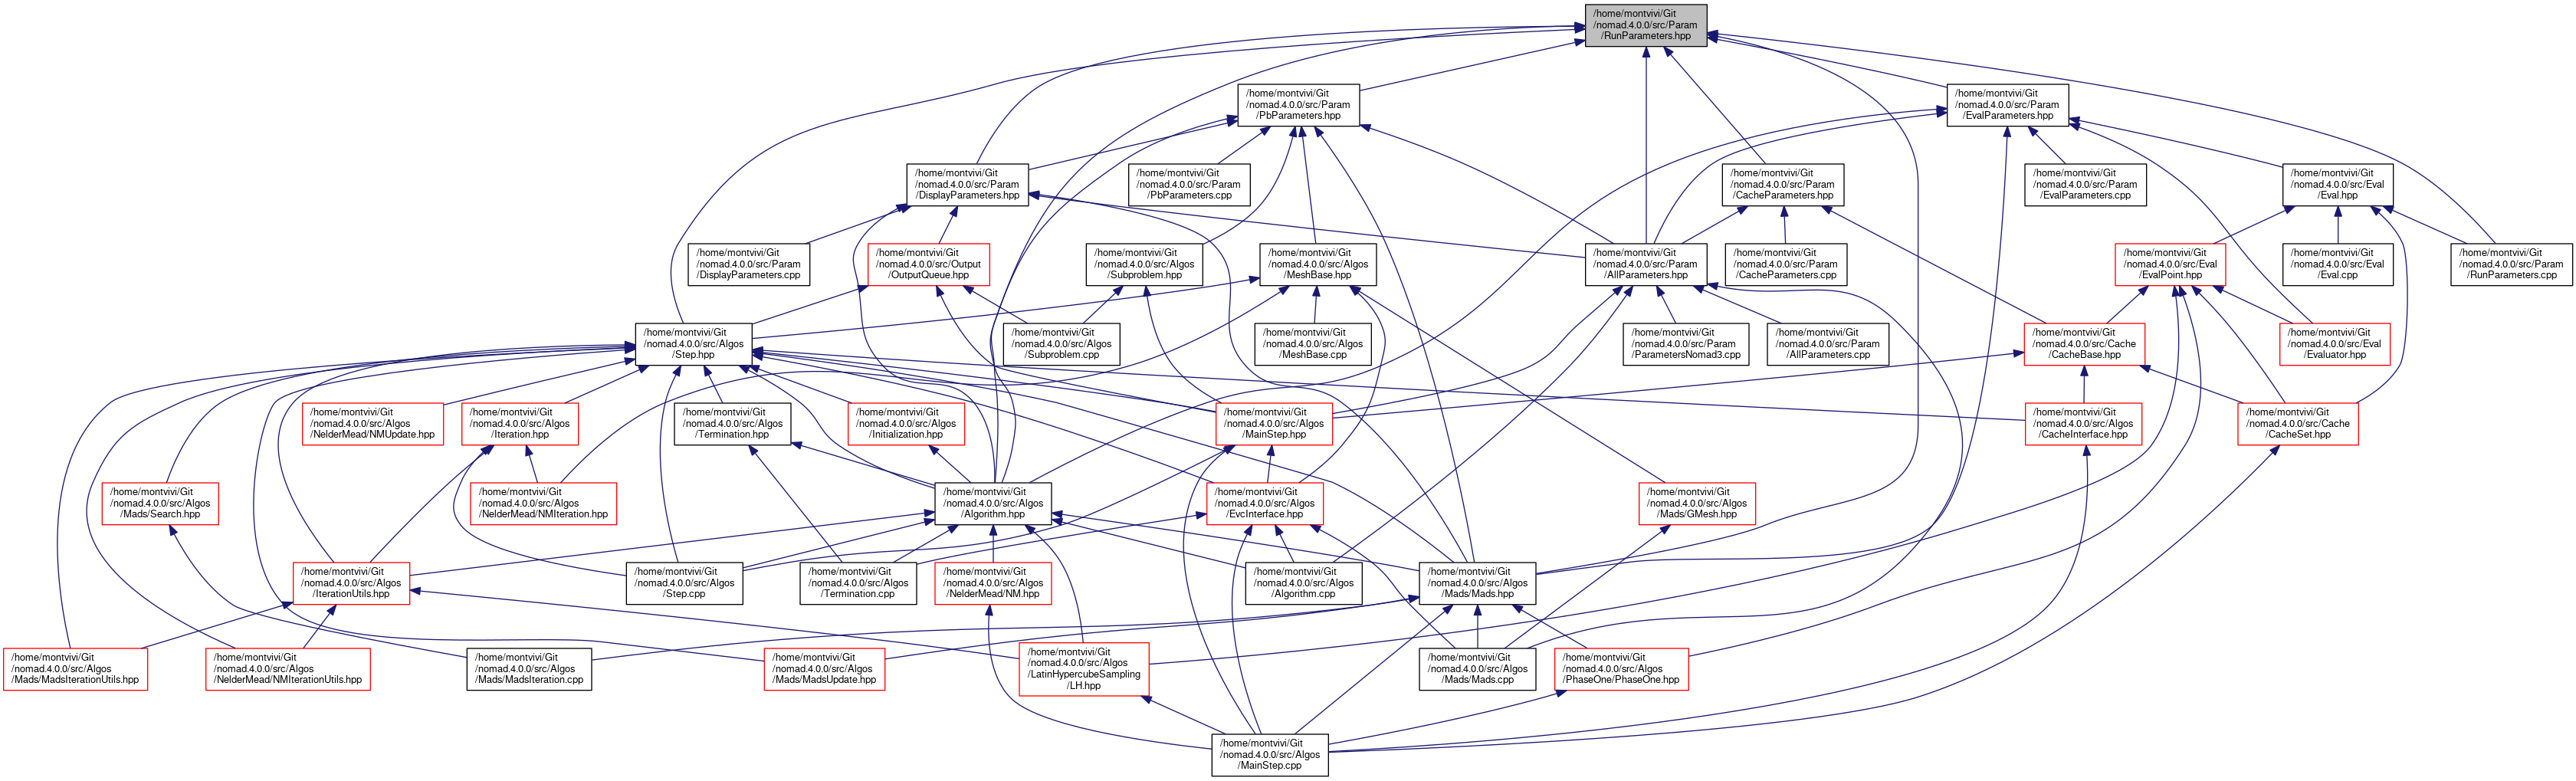 /home/montvivi/Git
/nomad.4.0.0/src/Param
/RunParameters.hpp
/home/montvivi/Git
/nomad.4.0.0/src/Param
/PbParameters.hpp
/home/montvivi/Git
/nomad.4.0.0/src/Param
/EvalParameters.hpp
/home/montvivi/Git
/nomad.4.0.0/src/Param
/DisplayParameters.hpp
/home/montvivi/Git
/nomad.4.0.0/src/Param
/PbParameters.cpp
/home/montvivi/Git
/nomad.4.0.0/src/Param
/CacheParameters.hpp
/home/montvivi/Git
/nomad.4.0.0/src/Param
/EvalParameters.cpp
/home/montvivi/Git
/nomad.4.0.0/src/Eval
/Eval.hpp
/home/montvivi/Git
/nomad.4.0.0/src/Param
/DisplayParameters.cpp
/home/montvivi/Git
/nomad.4.0.0/src/Output
/OutputQueue.hpp
/home/montvivi/Git
/nomad.4.0.0/src/Algos
/Subproblem.hpp
/home/montvivi/Git
/nomad.4.0.0/src/Algos
/MeshBase.hpp
/home/montvivi/Git
/nomad.4.0.0/src/Param
/AllParameters.hpp
/home/montvivi/Git
/nomad.4.0.0/src/Param
/CacheParameters.cpp
/home/montvivi/Git
/nomad.4.0.0/src/Eval
/EvalPoint.hpp
/home/montvivi/Git
/nomad.4.0.0/src/Eval
/Eval.cpp
/home/montvivi/Git
/nomad.4.0.0/src/Param
/RunParameters.cpp
/home/montvivi/Git
/nomad.4.0.0/src/Algos
/Step.hpp
/home/montvivi/Git
/nomad.4.0.0/src/Algos
/Subproblem.cpp
/home/montvivi/Git
/nomad.4.0.0/src/Algos
/MeshBase.cpp
/home/montvivi/Git
/nomad.4.0.0/src/Param
/ParametersNomad3.cpp
/home/montvivi/Git
/nomad.4.0.0/src/Param
/AllParameters.cpp
/home/montvivi/Git
/nomad.4.0.0/src/Cache
/CacheBase.hpp
/home/montvivi/Git
/nomad.4.0.0/src/Eval
/Evaluator.hpp
/home/montvivi/Git
/nomad.4.0.0/src/Algos
/NelderMead/NMUpdate.hpp
/home/montvivi/Git
/nomad.4.0.0/src/Algos
/Iteration.hpp
/home/montvivi/Git
/nomad.4.0.0/src/Algos
/Termination.hpp
/home/montvivi/Git
/nomad.4.0.0/src/Algos
/Initialization.hpp
/home/montvivi/Git
/nomad.4.0.0/src/Algos
/MainStep.hpp
/home/montvivi/Git
/nomad.4.0.0/src/Algos
/CacheInterface.hpp
/home/montvivi/Git
/nomad.4.0.0/src/Cache
/CacheSet.hpp
/home/montvivi/Git
/nomad.4.0.0/src/Algos
/Mads/Search.hpp
/home/montvivi/Git
/nomad.4.0.0/src/Algos
/NelderMead/NMIteration.hpp
/home/montvivi/Git
/nomad.4.0.0/src/Algos
/Algorithm.hpp
/home/montvivi/Git
/nomad.4.0.0/src/Algos
/EvcInterface.hpp
/home/montvivi/Git
/nomad.4.0.0/src/Algos
/Mads/GMesh.hpp
/home/montvivi/Git
/nomad.4.0.0/src/Algos
/IterationUtils.hpp
/home/montvivi/Git
/nomad.4.0.0/src/Algos
/Step.cpp
/home/montvivi/Git
/nomad.4.0.0/src/Algos
/Termination.cpp
/home/montvivi/Git
/nomad.4.0.0/src/Algos
/NelderMead/NM.hpp
/home/montvivi/Git
/nomad.4.0.0/src/Algos
/Algorithm.cpp
/home/montvivi/Git
/nomad.4.0.0/src/Algos
/Mads/Mads.hpp
/home/montvivi/Git
/nomad.4.0.0/src/Algos
/Mads/MadsIterationUtils.hpp
/home/montvivi/Git
/nomad.4.0.0/src/Algos
/NelderMead/NMIterationUtils.hpp
/home/montvivi/Git
/nomad.4.0.0/src/Algos
/Mads/MadsIteration.cpp
/home/montvivi/Git
/nomad.4.0.0/src/Algos
/Mads/MadsUpdate.hpp
/home/montvivi/Git
/nomad.4.0.0/src/Algos
/LatinHypercubeSampling
/LH.hpp
/home/montvivi/Git
/nomad.4.0.0/src/Algos
/Mads/Mads.cpp
/home/montvivi/Git
/nomad.4.0.0/src/Algos
/PhaseOne/PhaseOne.hpp
/home/montvivi/Git
/nomad.4.0.0/src/Algos
/MainStep.cpp